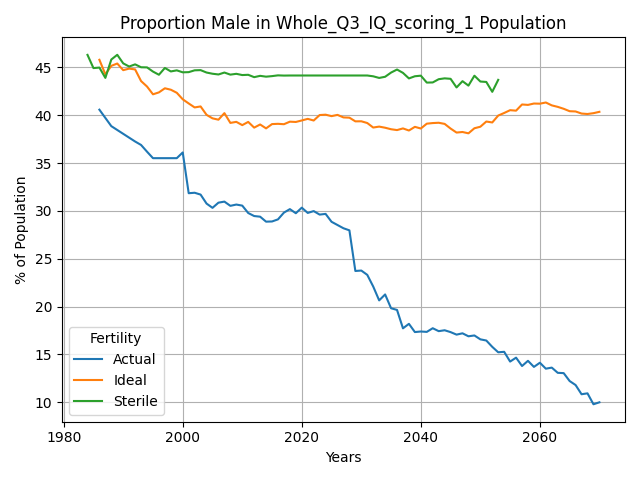 Proportion Male in Whole_Q3_IQ_scoring_1 Population
% of Population
45
40
35
30
25
20
15
10
Fertility
Actual
Ideal
Sterile
1980 2000 2020 2040 2060
Years